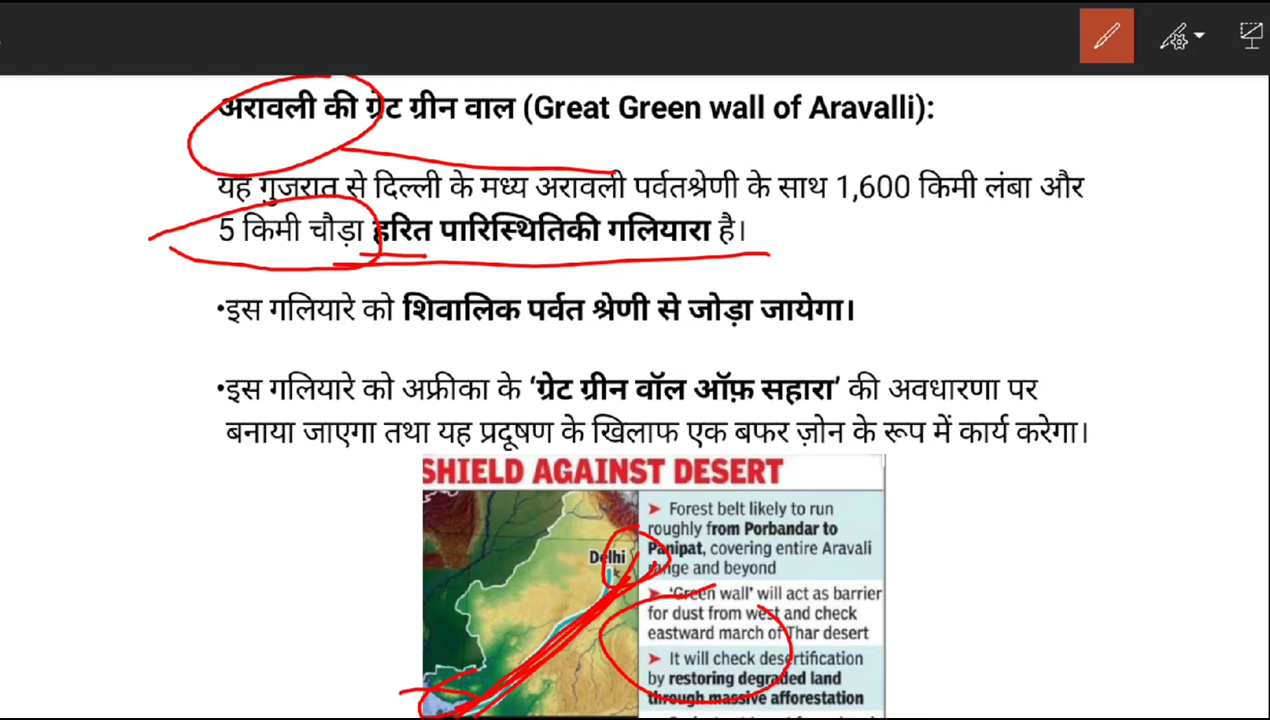 अरावली की ग्रेट ग्रीन वाल (Great Green wall of Aravalli):
यह गुजरात से दिल्ली के मध्य अरावली पर्वतश्रेणी के साथ 1,600 किमी लंबा और
5 किमी चौड़ा हरित पारिस्थितिकी गलियारा है।
•इस गलियारे को शिवालिक पर्वत श्रेणी से जोड़ा जायेगा।
•इस गलियारे को अफ्रीका के ‘ग्रेट ग्रीन वॉल ऑफ़ सहारा’ की अवधारणा पर
बनाया जाएगा तथा यह प्रदूषण के खिलाफ एक बफर ज़ोन के रूप में कार्य करेगा।
SHIELD AGAINST DESERT
Delhi
➤ Forest belt likely to run
roughly from Porbandar to
Panipat, covering entire Aravali
range and beyond
➤ ‘Green wall’ will act as barrier
for dust from west and check
eastward march of Thar desert
➤ It will check desertification
by restoring degraded land
through massive afforestation